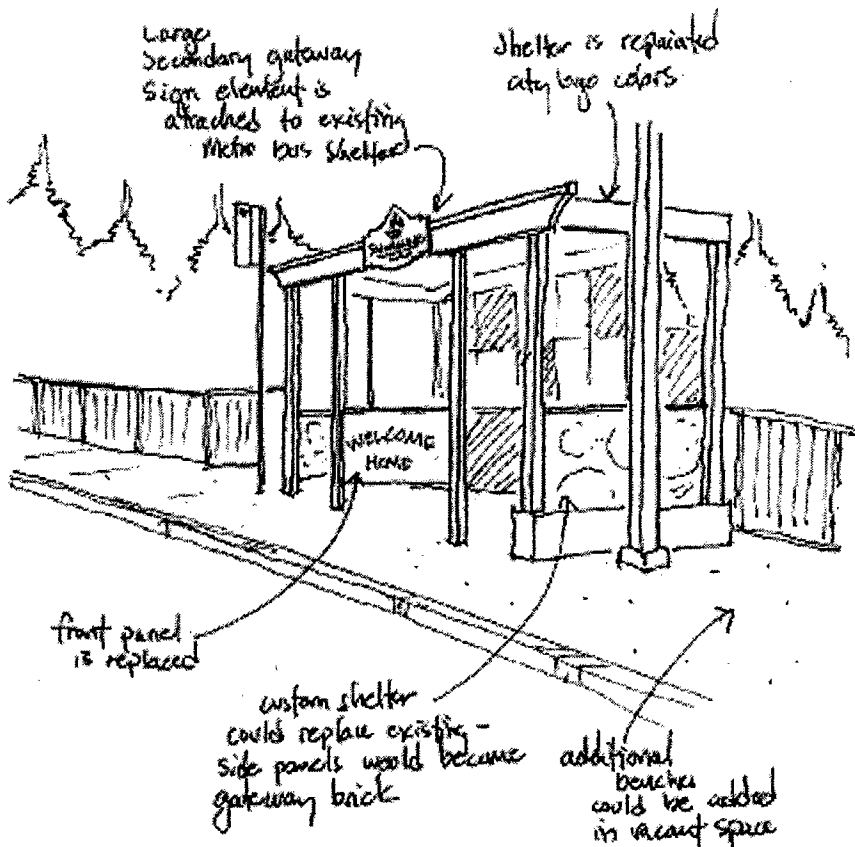 Large
Secondary gateway
Sign element is
attached to existing
Metro bus shelter
Shelter is repainted
city logo colors
WELCOME
HOME
front panel
is replaced
custom shelter
could replace existing -
side panels would become
gateway brick
additional
benches
could be added
in vacant space